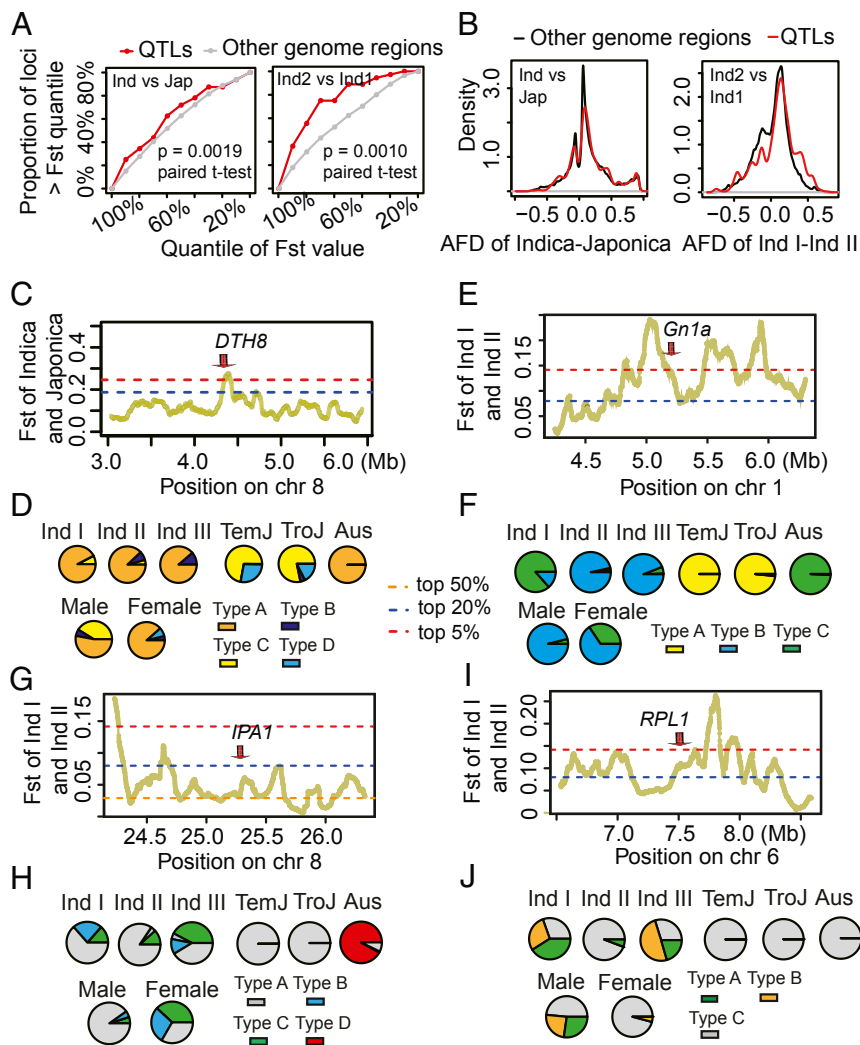 A
QTLs Other genome regions
Proportion of loci
> Fst quantile
0% 40% 80%
Ind vs Jap
p = 0.0019
paired t-test
Ind2 vs Ind1
p = 0.0010
paired t-test
100% 60% 20%
100% 60% 20%
Quantile of Fst value
B
Other genome regions QTLs
Density
1.0 3.0
Ind vs
Jap
−0.5 0.0 0.5
AFD of Indica-Japonica
0.0 1.0 2.0
Ind2 vs
Ind1
−0.5 0.0 0.5
AFD of Ind I-Ind II
C
Fst of Indica
and Japonica
0.0 0.2 0.4
DTH8
3.0 4.0 5.0 6.0 (Mb)
Position on chr 8
E
Fst of Ind I
and Ind II
0.05 0.15
Gn1a
4.5 5.0 5.5 6.0 (Mb)
Position on chr 1
D
Ind I Ind II Ind III TemJ TroJ Aus
Male Female
Type A Type B
Type C Type D
top 50%
top 20%
top 5%
F
Ind I Ind II Ind III TemJ TroJ Aus
Male Female
Type A Type B Type C
G
Fst of Ind I
and Ind II
0.05 0.15
IPA1
24.5 25.0 25.5 26.0
Position on chr 8
I
Fst of Ind I
and Ind II
0 0.10 0.20
RPL1
7.0 7.5 8.0 (Mb)
Position on chr 6
H
Ind I Ind II Ind III TemJ TroJ Aus
Male Female
Type A Type B
Type C Type D
J
Ind I Ind II Ind III TemJ TroJ Aus
Male Female
Type A Type B
Type C